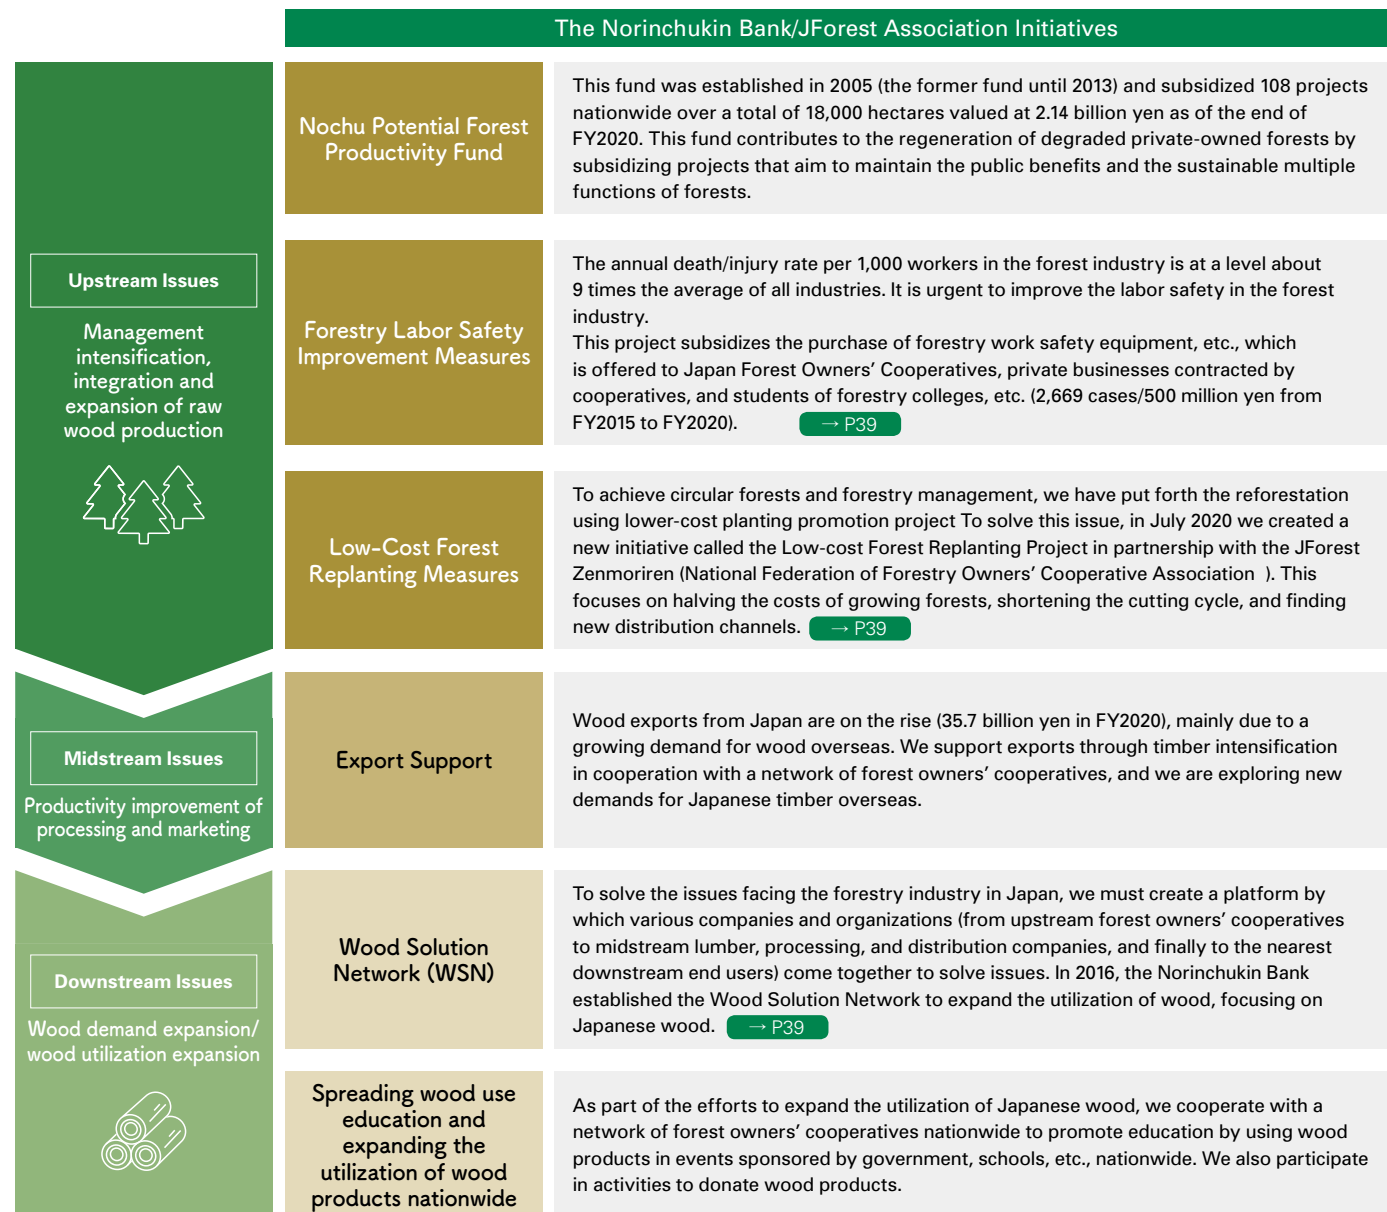 The Norinchukin Bank/JForest Association Initiatives
Upstream Issues
Management
intensification,
integration and
expansion of raw
wood production
Nochu Potential Forest
Productivity Fund
This fund was established in 2005 (the former fund until 2013) and subsidized 108 projects
nationwide over a total of 18,000 hectares valued at 2.14 billion yen as of the end of
FY2020. This fund contributes to the regeneration of degraded private-owned forests by
subsidizing projects that aim to maintain the public benefits and the sustainable multiple
functions of forests.
Forestry Labor Safety
Improvement Measures
The annual death/injury rate per 1,000 workers in the forest industry is at a level about
9 times the average of all industries. It is urgent to improve the labor safety in the forest
industry.
This project subsidizes the purchase of forestry work safety equipment, etc., which
is offered to Japan Forest Owners’ Cooperatives, private businesses contracted by
cooperatives, and students of forestry colleges, etc. (2,669 cases/500 million yen from
FY2015 to FY2020). → P39
Low-Cost Forest
Replanting Measures
To achieve circular forests and forestry management, we have put forth the reforestation
using lower-cost planting promotion project To solve this issue, in July 2020 we created a
new initiative called the Low-cost Forest Replanting Project in partnership with the JForest
Zenmoriren (National Federation of Forestry Owners’ Cooperative Association ). This
focuses on halving the costs of growing forests, shortening the cutting cycle, and finding
new distribution channels. → P39
Midstream Issues
Productivity improvement of
processing and marketing
Export Support
Wood exports from Japan are on the rise (35.7 billion yen in FY2020), mainly due to a
growing demand for wood overseas. We support exports through timber intensification
in cooperation with a network of forest owners’ cooperatives, and we are exploring new
demands for Japanese timber overseas.
Downstream Issues
Wood demand expansion/
wood utilization expansion
Wood Solution
Network (WSN)
To solve the issues facing the forestry industry in Japan, we must create a platform by
which various companies and organizations (from upstream forest owners’ cooperatives
to midstream lumber, processing, and distribution companies, and finally to the nearest
downstream end users) come together to solve issues. In 2016, the Norinchukin Bank
established the Wood Solution Network to expand the utilization of wood, focusing on
Japanese wood. → P39
Spreading wood use
education and
expanding the
utilization of wood
products nationwide
As part of the efforts to expand the utilization of Japanese wood, we cooperate with a
network of forest owners’ cooperatives nationwide to promote education by using wood
products in events sponsored by government, schools, etc., nationwide. We also participate
in activities to donate wood products.